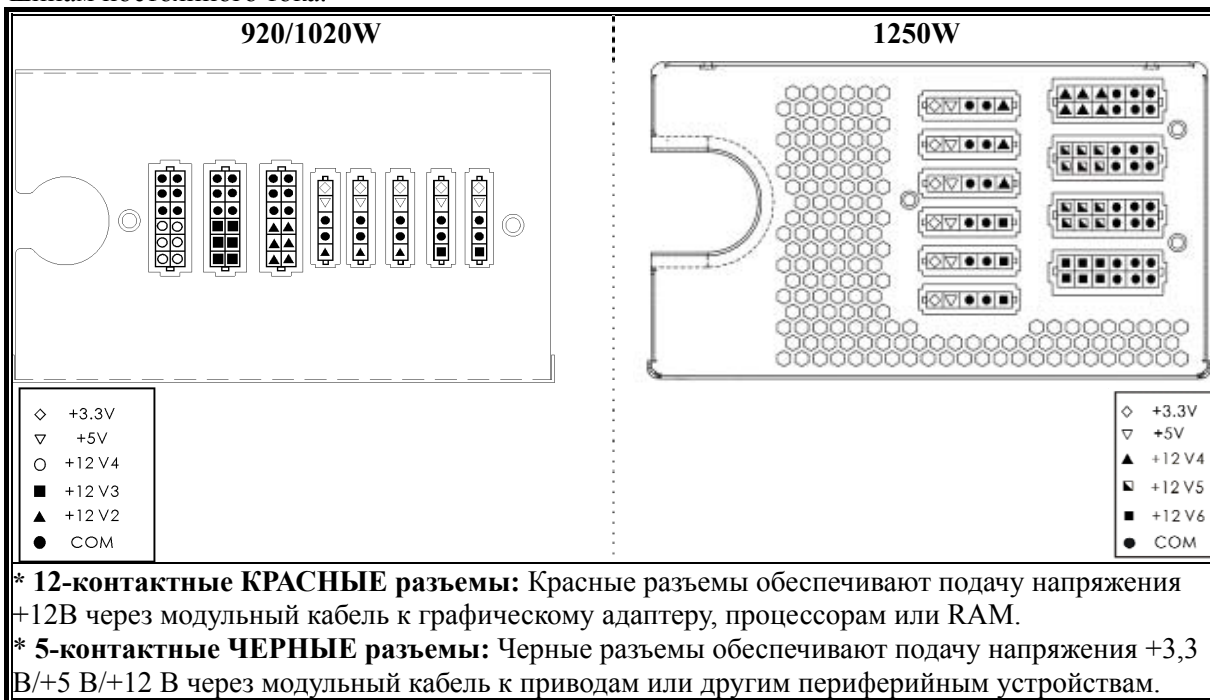 920/1020W
1250W
+3.3V
+5V
+12 V4
+12 V3
+12 V2
COM
+3.3V
+5V
+12 V4
+12 V5
+12 V6
COM
* 12-контактные КРАСНЫЕ разъемы: Красные разъемы обеспечивают подачу напряжения
+12В через модульный кабель к графическому адаптеру, процессорам или RAM.
* 5-контактные ЧЕРНЫЕ разъемы: Черные разъемы обеспечивают подачу напряжения +3,3
В/+5 В/+12 В через модульный кабель к приводам или другим периферийным устройствам.